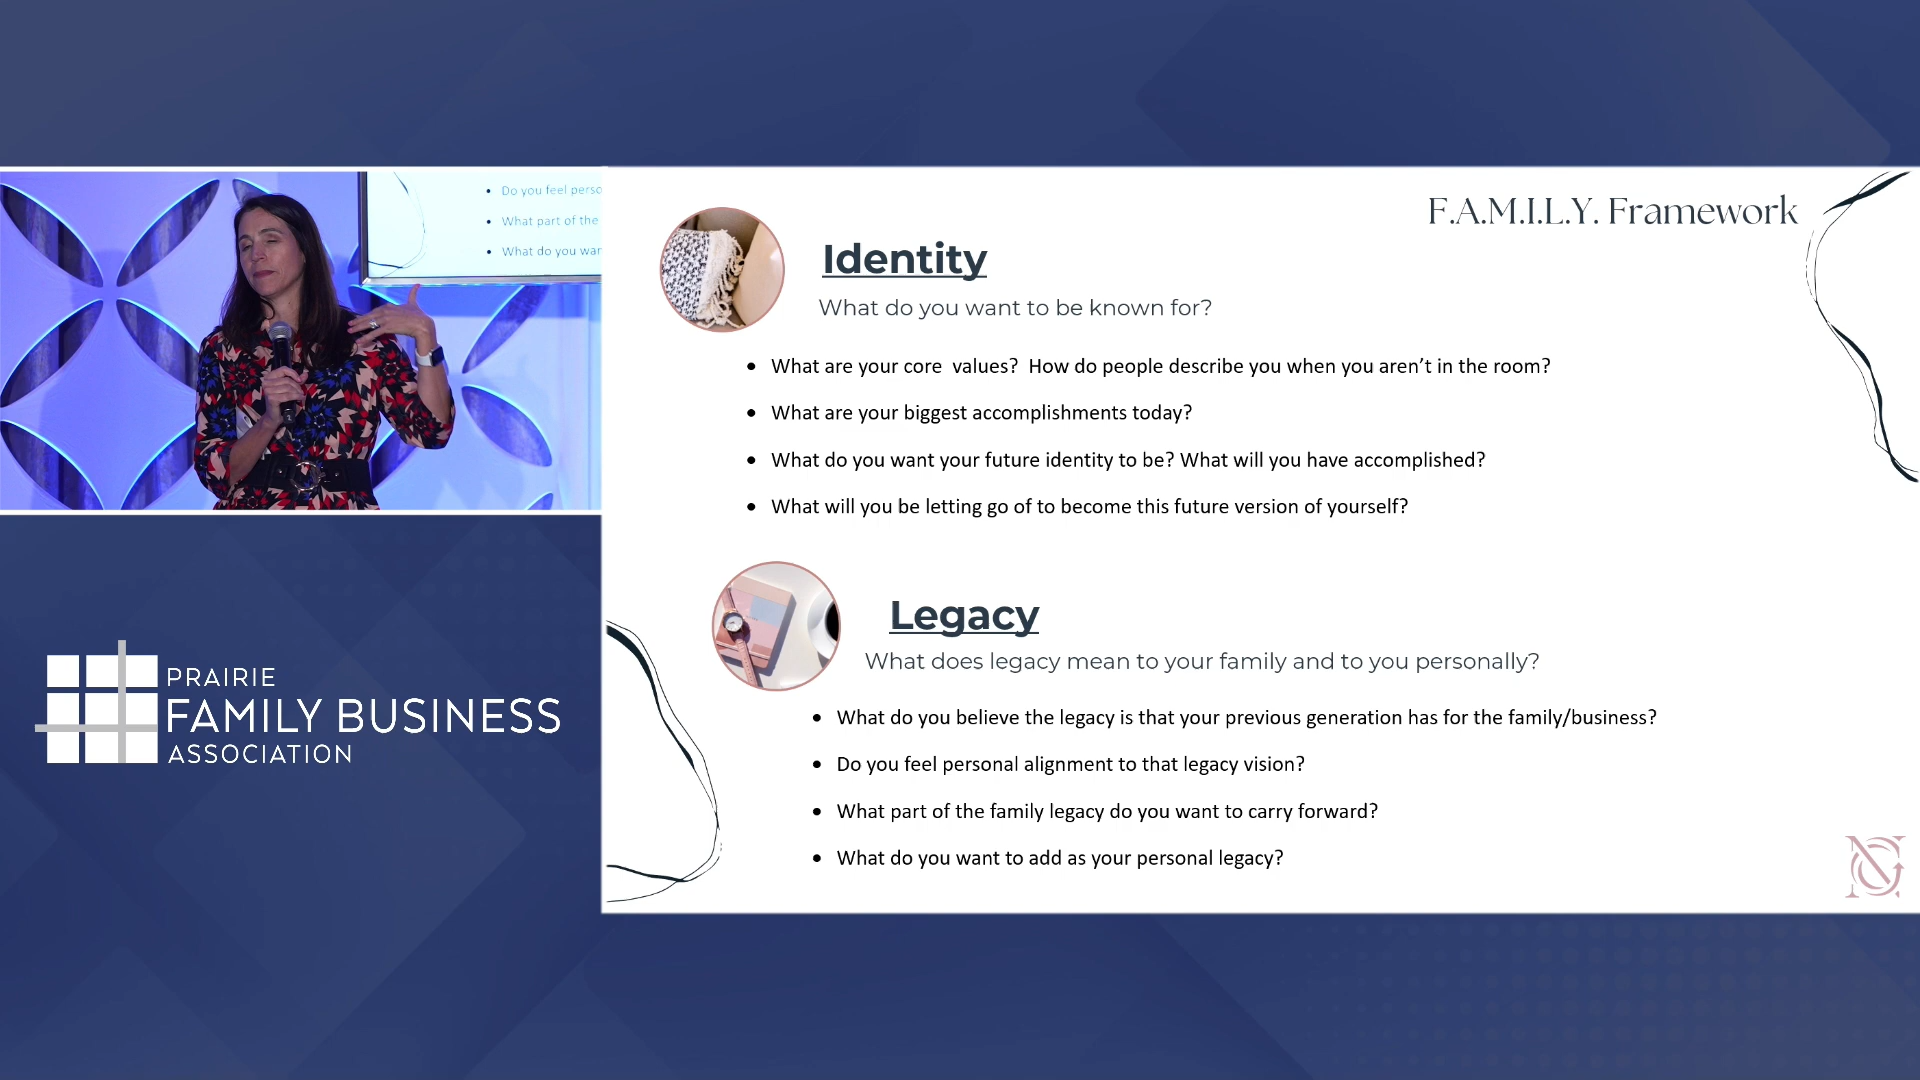 Do you feel perso
What part of the
What do you wan
PRAIRIE
FAMILY BUSINESS
ASSOCIATION
F.A.M.I.L.Y. Framework
Identity
What do you want to be known for?
• What are your core  values?  How do people describe you when you aren’t in the room?
• What are your biggest accomplishments today?
• What do you want your future identity to be? What will you have accomplished?
• What will you be letting go of to become this future version of yourself?
Legacy
What does legacy mean to your family and to you personally?
• What do you believe the legacy is that your previous generation has for the family/business?
• Do you feel personal alignment to that legacy vision?
• What part of the family legacy do you want to carry forward?
• What do you want to add as your personal legacy?